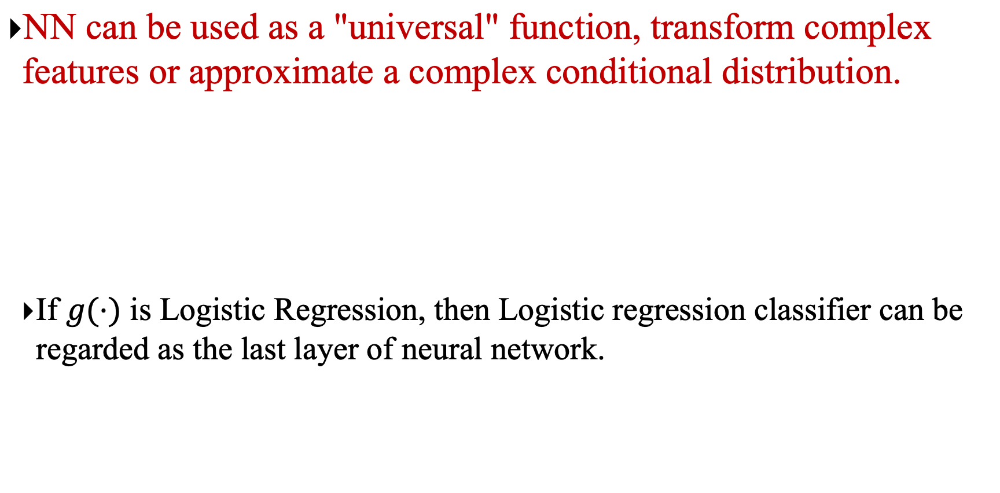 ▶NN can be used as a "universal" function, transform complex
features or approximate a complex conditional distribution.
▶If g(·) is Logistic Regression, then Logistic regression classifier can be
regarded as the last layer of neural network.